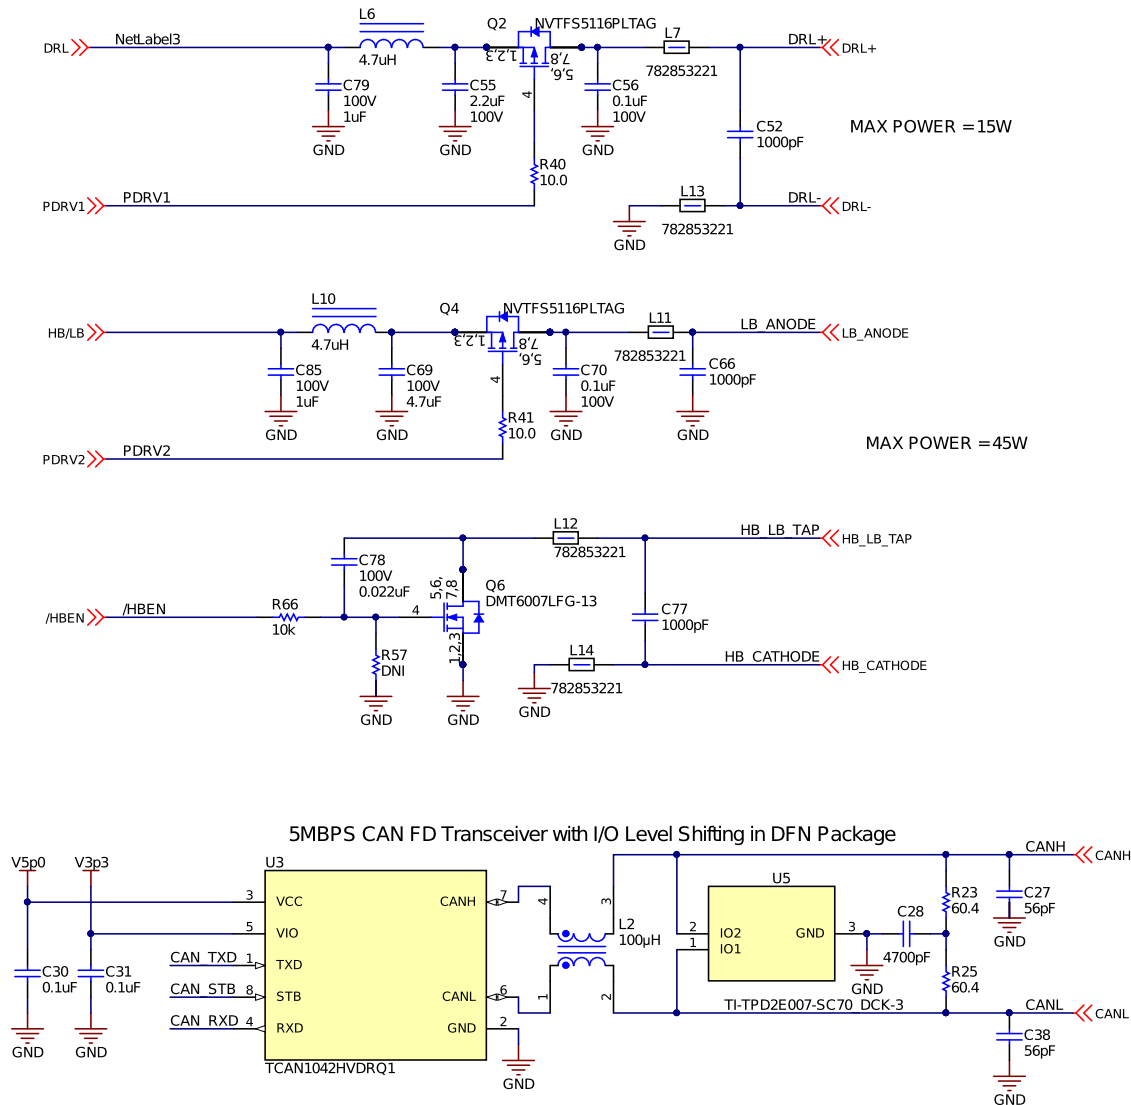 L6
Q2 NVTFS5116PLTAG
DRL NetLabel3
4.7uH
1,2,3
7,8
5,6,
4
L7
782853221
DRL+ DRL+
C79
100V
1uF
GND
C55
2.2uF
100V
GND
C56
0.1uF
100V
GND
C52
1000pF
MAX POWER =15W
R40
10.0
PDRV1 PDRV1
L13
782853221
GND
DRL- DRL-
L10
Q4 NVTFS5116PLTAG
HB/LB
4.7uH
1,2,3
7,8
5,6,
4
L11
782853221
LB_ANODE LB_ANODE
C85
100V
1uF
GND
C69
100V
4.7uF
GND
C70
0.1uF
100V
GND
C66
1000pF
GND
R41
10.0
PDRV2 PDRV2
MAX POWER =45W
L12
782853221
HB_LB_TAP HB_LB_TAP
C78
100V
0.022uF
5,6,
7,8
Q6
DMT6007LFG-13
/HBEN /HBEN
R66
10k
4
1,2,3
R57
DNI
GND
GND
C77
1000pF
L14
782853221
GND
HB_CATHODE HB_CATHODE
5MBPS CAN FD Transceiver with I/O Level Shifting in DFN Package
V5p0 V3p3
U3
3 VCC
5 VIO
CAN_TXD 1 TXD
CAN_STB 8 STB
CAN_RXD 4 RXD
CANH 7
CANL 6
GND 2
TCAN1042HVDRQ1
GND
C30
0.1uF
GND
C31
0.1uF
GND
4
3
L2
100µH
1
2
U5
2 IO2
1 IO1
GND 3
TI-TPD2E007-SC70_DCK-3
GND
C28
4700pF
R23
60.4
R25
60.4
CANH CANH
C27
56pF
GND
CANL CANL
C38
56pF
GND